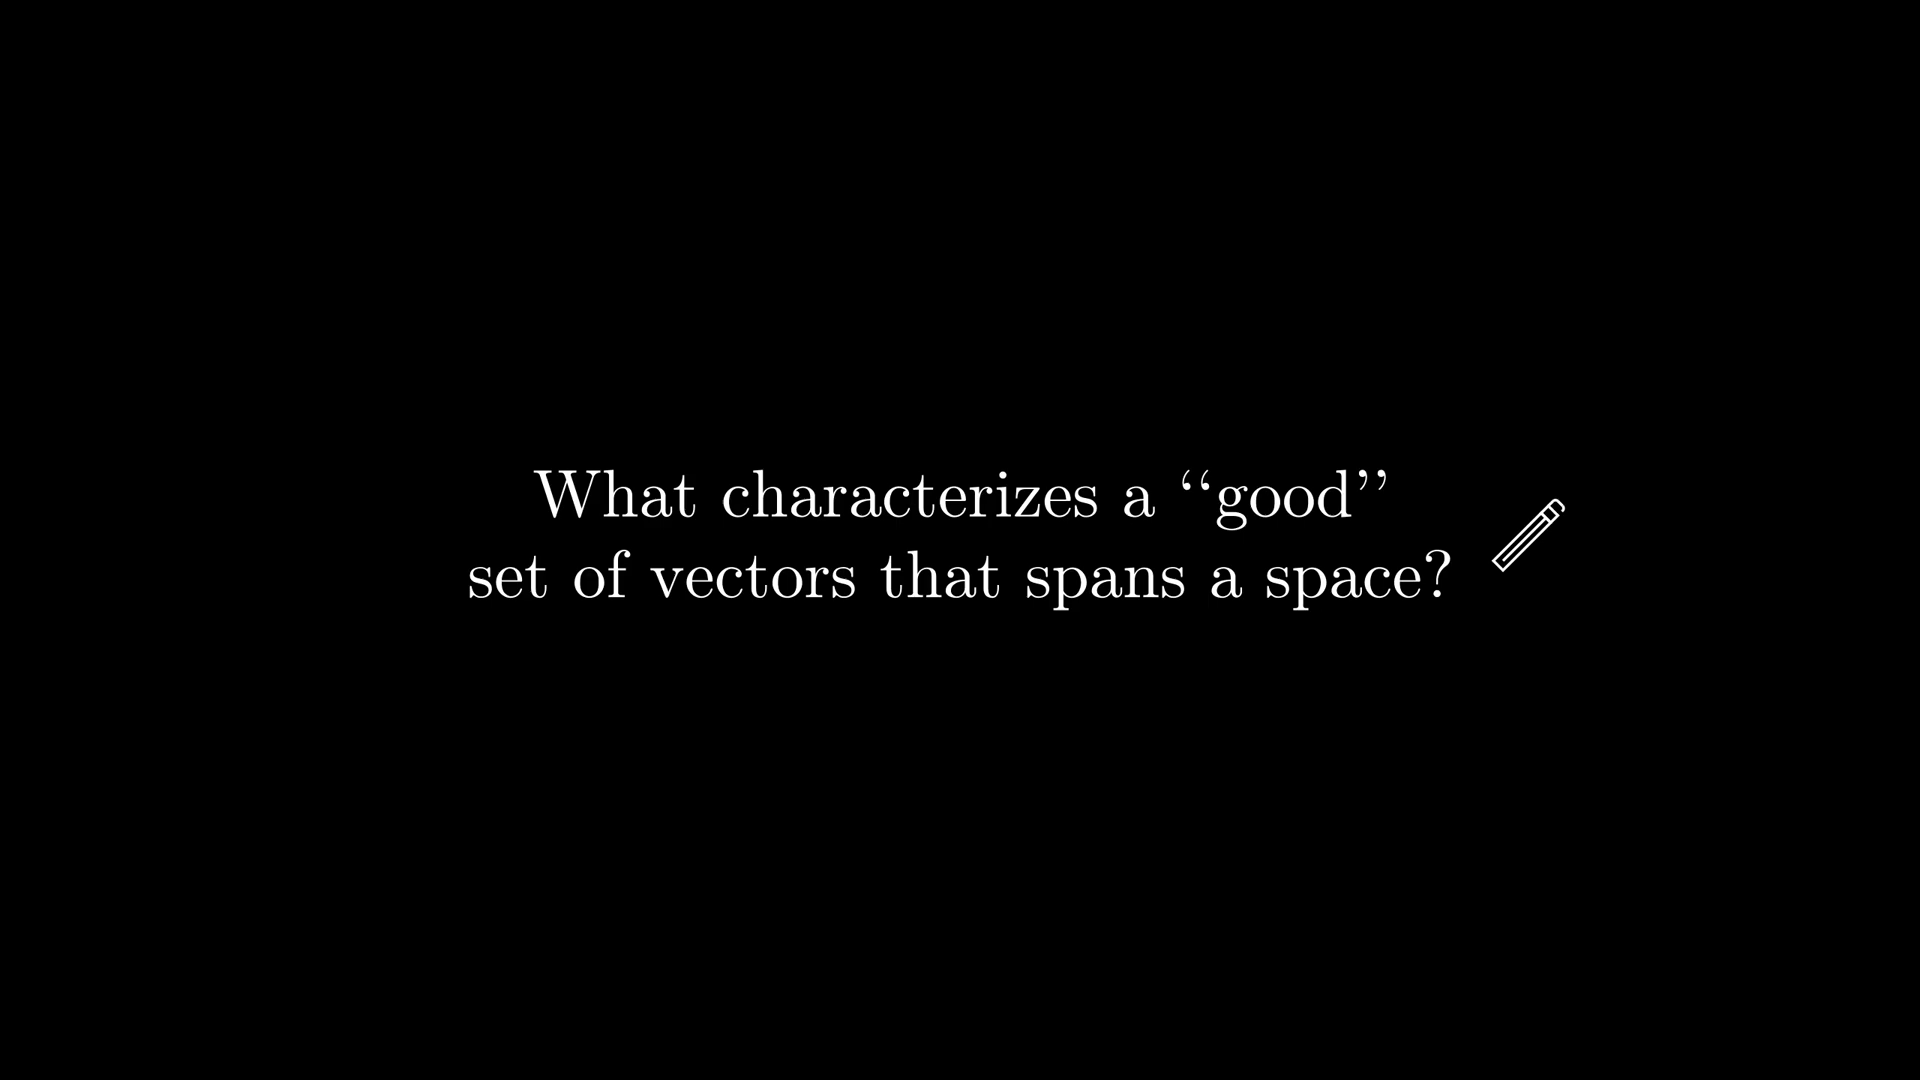 What characterizes a “good”
set of vectors that spans a space?